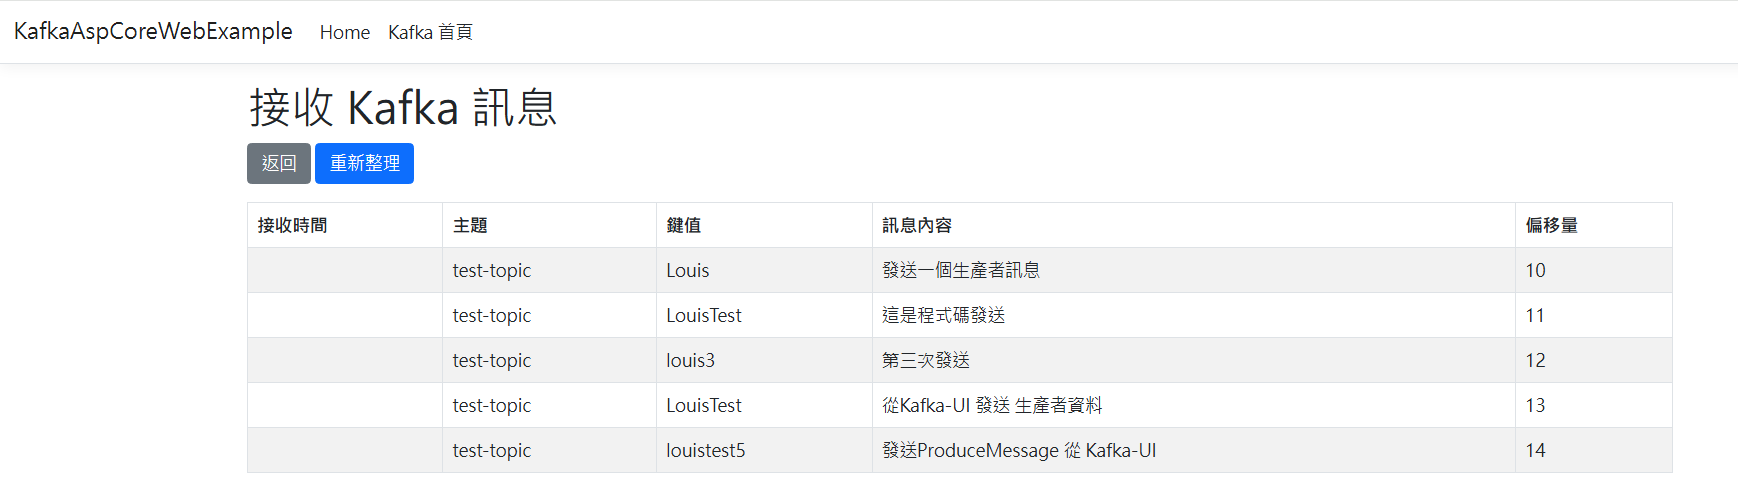 KafkaAspCoreWebExample Home Kafka 首頁
接收 Kafka 訊息
返回 重新整理
接收時間 主題 鍵值 訊息內容 偏移量
test-topic Louis 發送一個生產者訊息 10
test-topic LouisTest 這是程式碼發送 11
test-topic louis3 第三次發送 12
test-topic LouisTest 從Kafka-UI 發送 生產者資料 13
test-topic louistest5 發送ProduceMessage 從 Kafka-UI 14